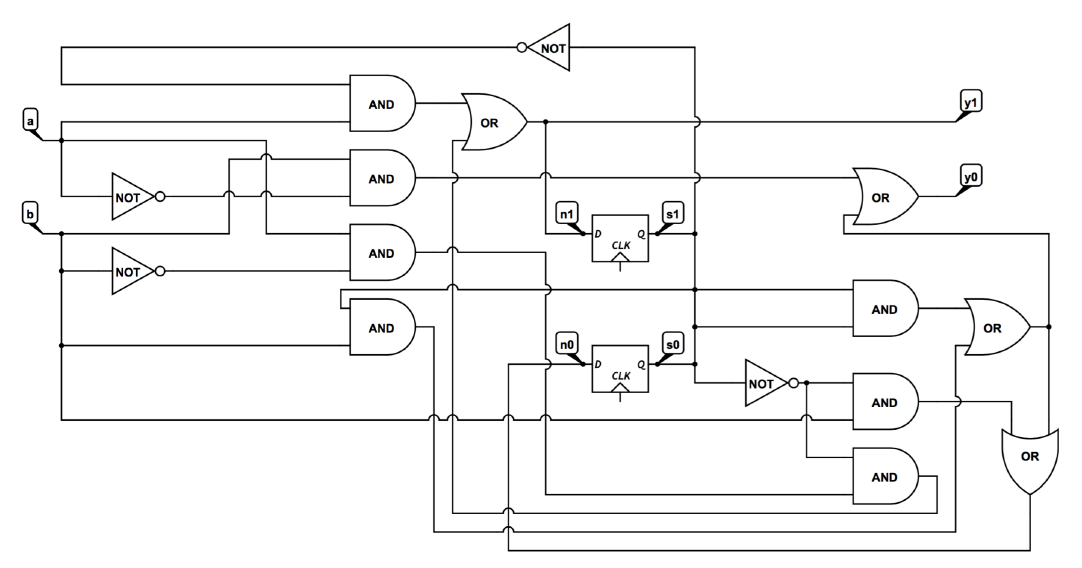 NOT
AND
OR
y1
a
AND
y0
NOT
OR
b
n1
D
Q
CLK
s1
AND
NOT
AND
AND
OR
n0
D
Q
CLK
s0
NOT
AND
OR
AND